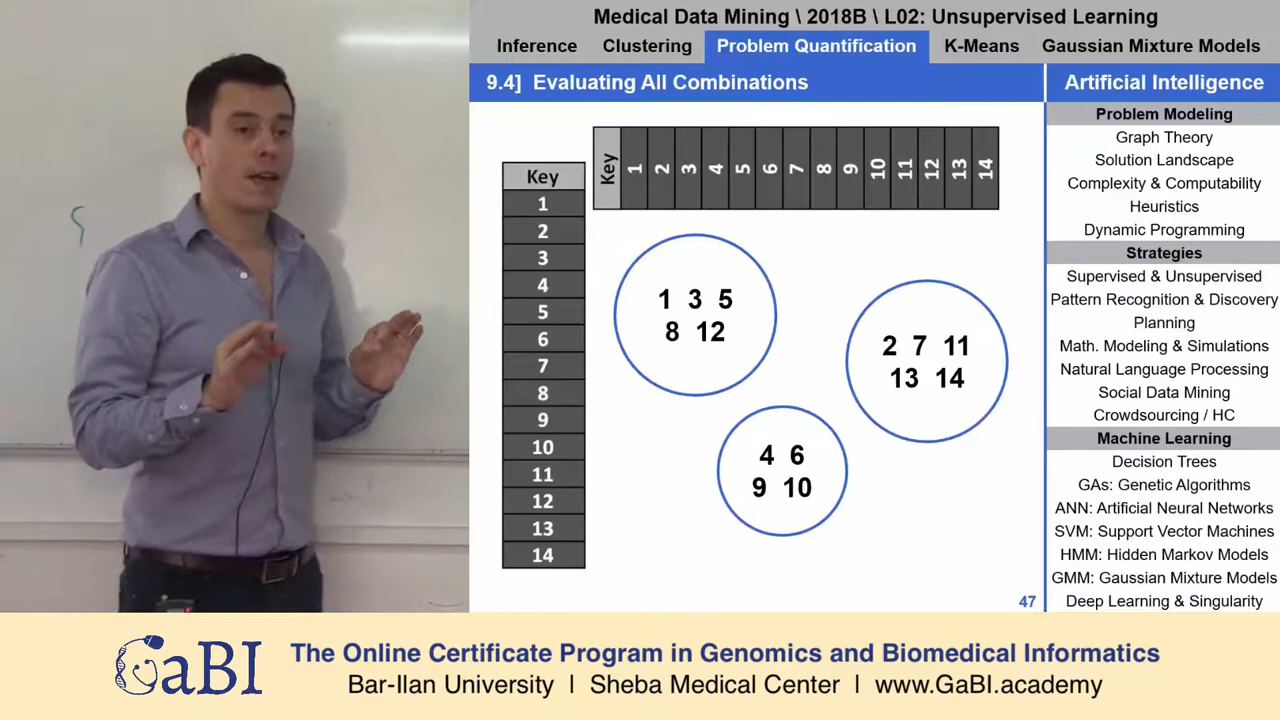 Medical Data Mining \ 2018B \ L02: Unsupervised Learning
Inference Clustering Problem Quantification K-Means Gaussian Mixture Models
9.4] Evaluating All Combinations
Key 1 2 3 4 5 6 7 8 9 10 11 12 13 14
Key
1
2
3
4
5
6
7
8
9
10
11
12
13
14
1 3 5
8 12
2 7 11
13 14
4 6
9 10
47
Artificial Intelligence
Problem Modeling
Graph Theory
Solution Landscape
Complexity & Computability
Heuristics
Dynamic Programming
Strategies
Supervised & Unsupervised
Pattern Recognition & Discovery
Planning
Math. Modeling & Simulations
Natural Language Processing
Social Data Mining
Crowdsourcing / HC
Machine Learning
Decision Trees
GAs: Genetic Algorithms
ANN: Artificial Neural Networks
SVM: Support Vector Machines
HMM: Hidden Markov Models
GMM: Gaussian Mixture Models
Deep Learning & Singularity
GaBI
The Online Certificate Program in Genomics and Biomedical Informatics
Bar-Ilan University | Sheba Medical Center | www.GaBI.academy